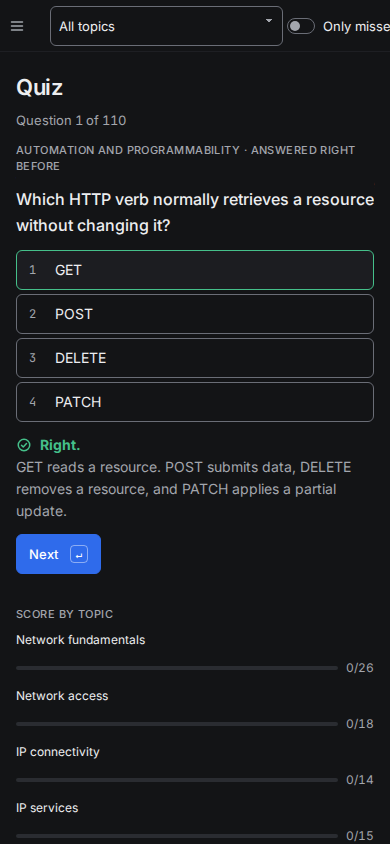 All topics
Only misse
Quiz
Question 1 of 110
AUTOMATION AND PROGRAMMABILITY · ANSWERED RIGHT
BEFORE
Which HTTP verb normally retrieves a resource
without changing it?
1 GET
2 POST
3 DELETE
4 PATCH
Right.
GET reads a resource. POST submits data, DELETE
removes a resource, and PATCH applies a partial
update.
Next ↵
SCORE BY TOPIC
Network fundamentals
0/26
Network access
0/18
IP connectivity
0/14
IP services
0/15